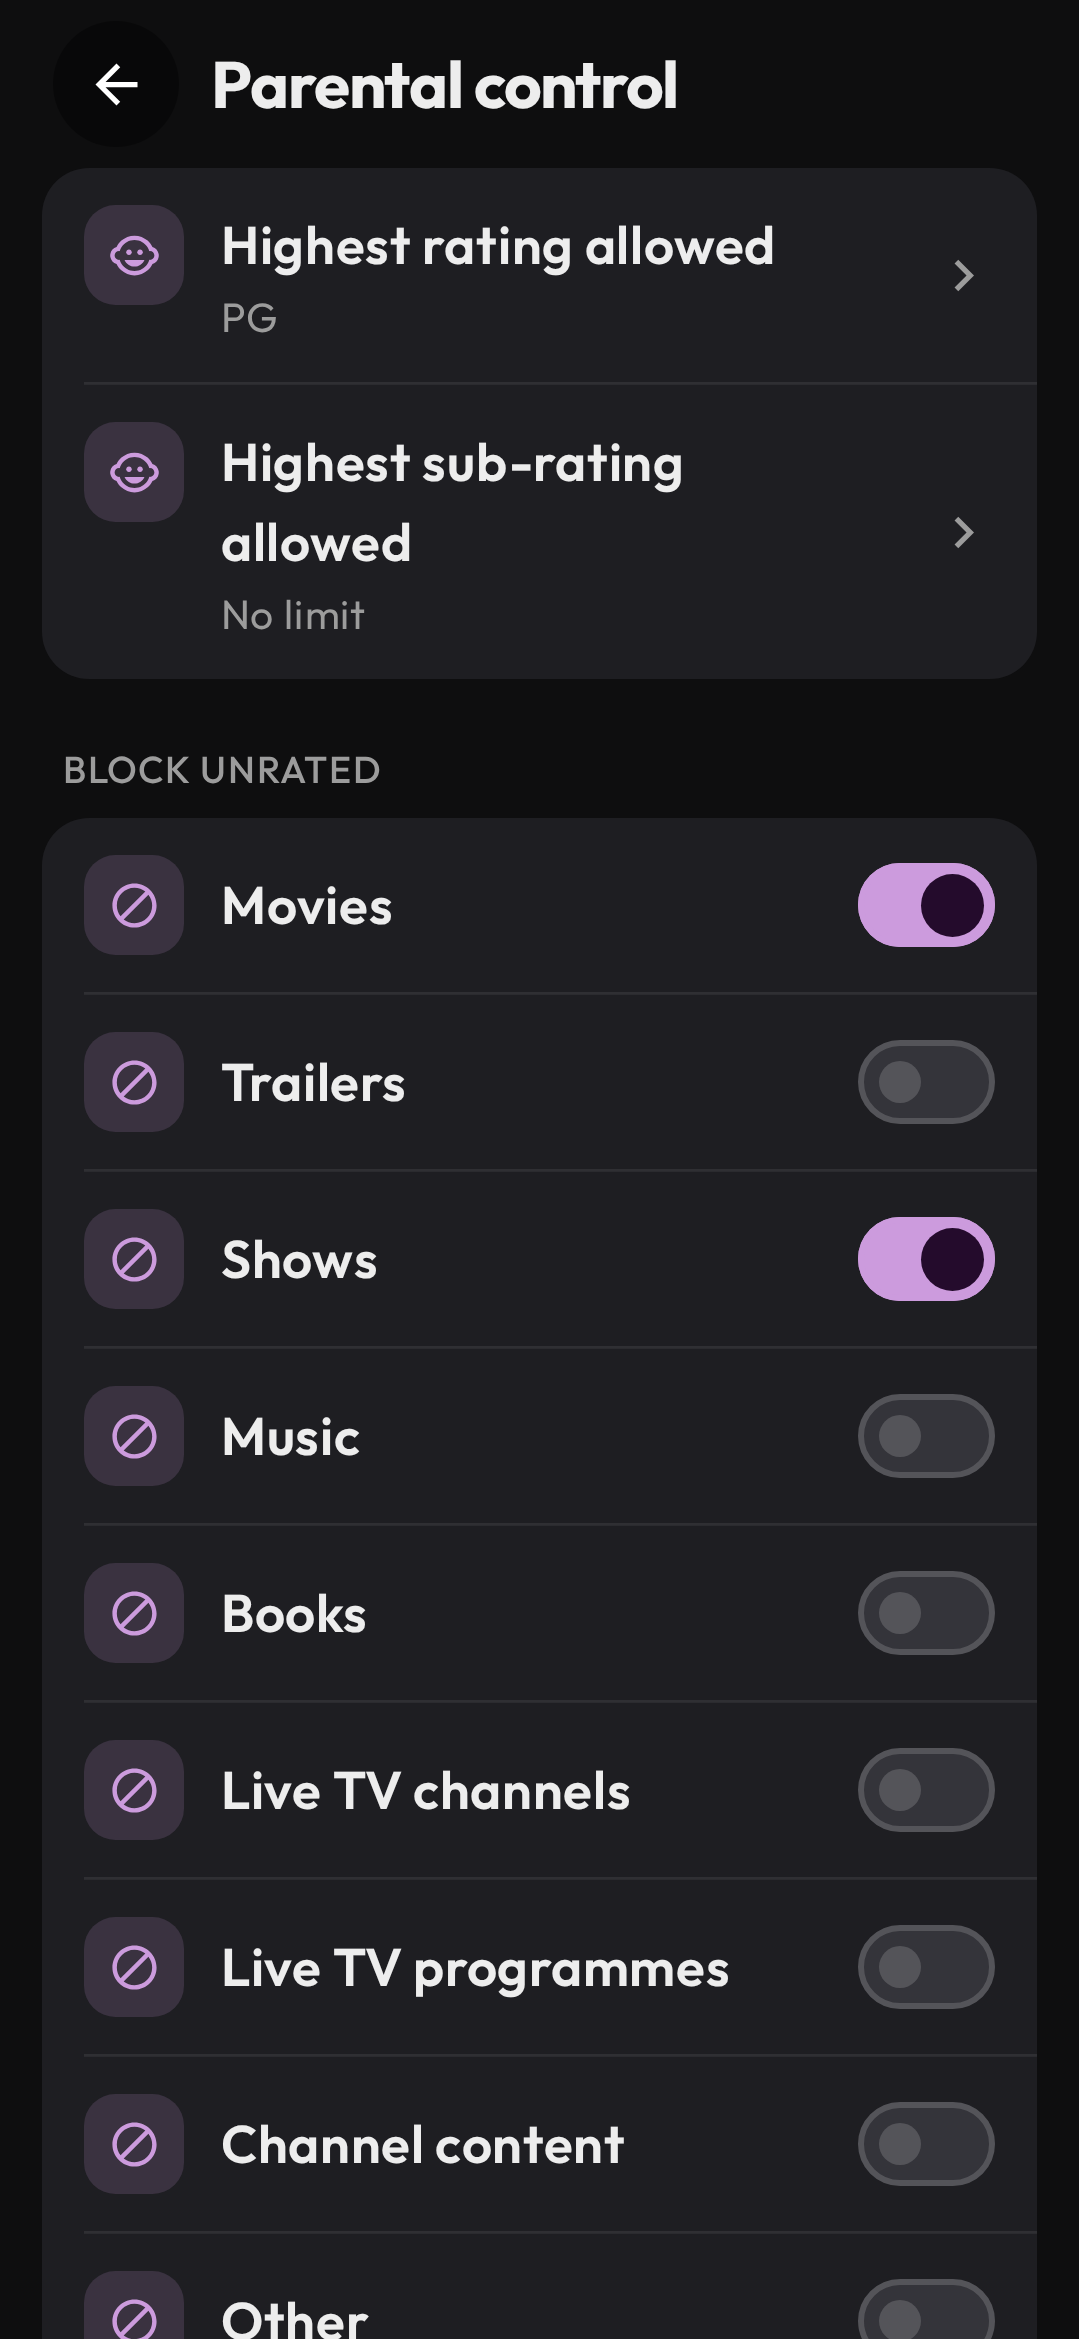 Parental control
Highest rating allowed
PG
Highest sub-rating
allowed
No limit
BLOCK UNRATED
Movies
Trailers
Shows
Music
Books
Live TV channels
Live TV programmes
Channel content
Other